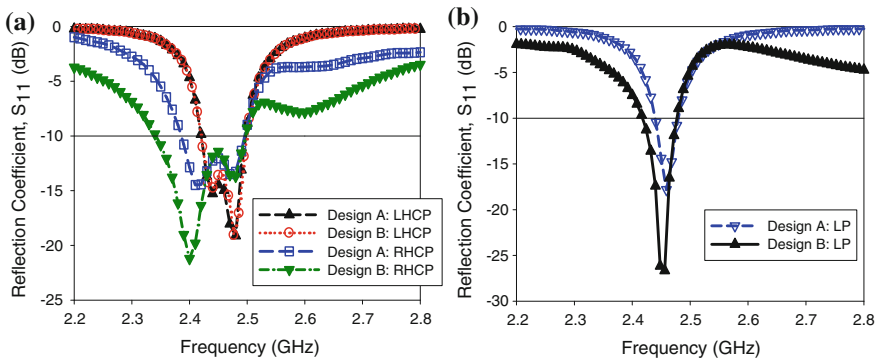 (a)
Reflection Coefficient, S11 (dB)
0
-5
-10
-15
-20
-25
2.2 2.3 2.4 2.5 2.6 2.7 2.8
Frequency (GHz)
Design A: LHCP
Design B: LHCP
Design A: RHCP
Design B: RHCP
(b)
Reflection Coefficient, S11 (dB)
0
-5
-10
-15
-20
-25
-30
2.2 2.3 2.4 2.5 2.6 2.7 2.8
Frequency (GHz)
Design A: LP
Design B: LP